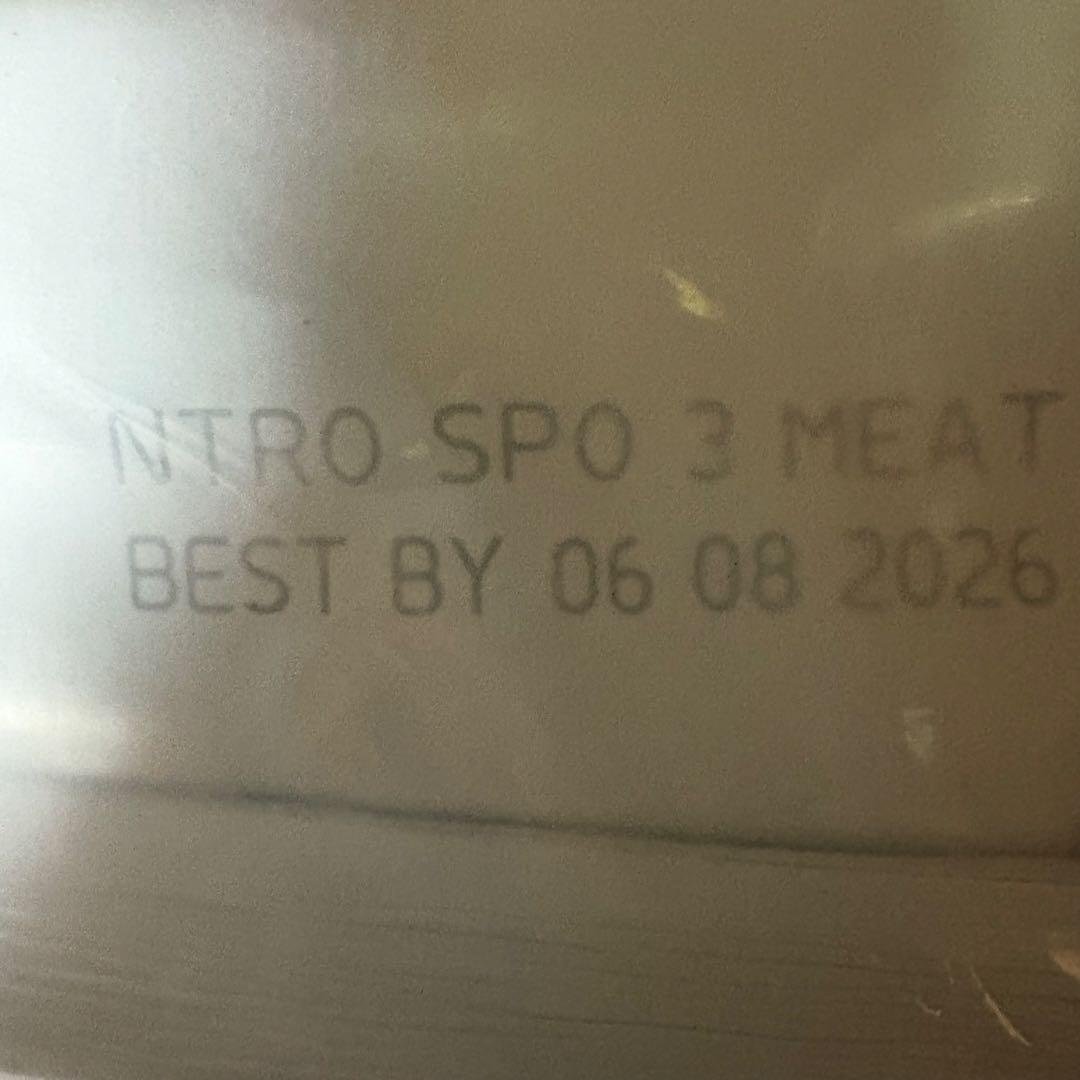 NTRO SPO 3 MEAT
BEST BY 06 08 2026